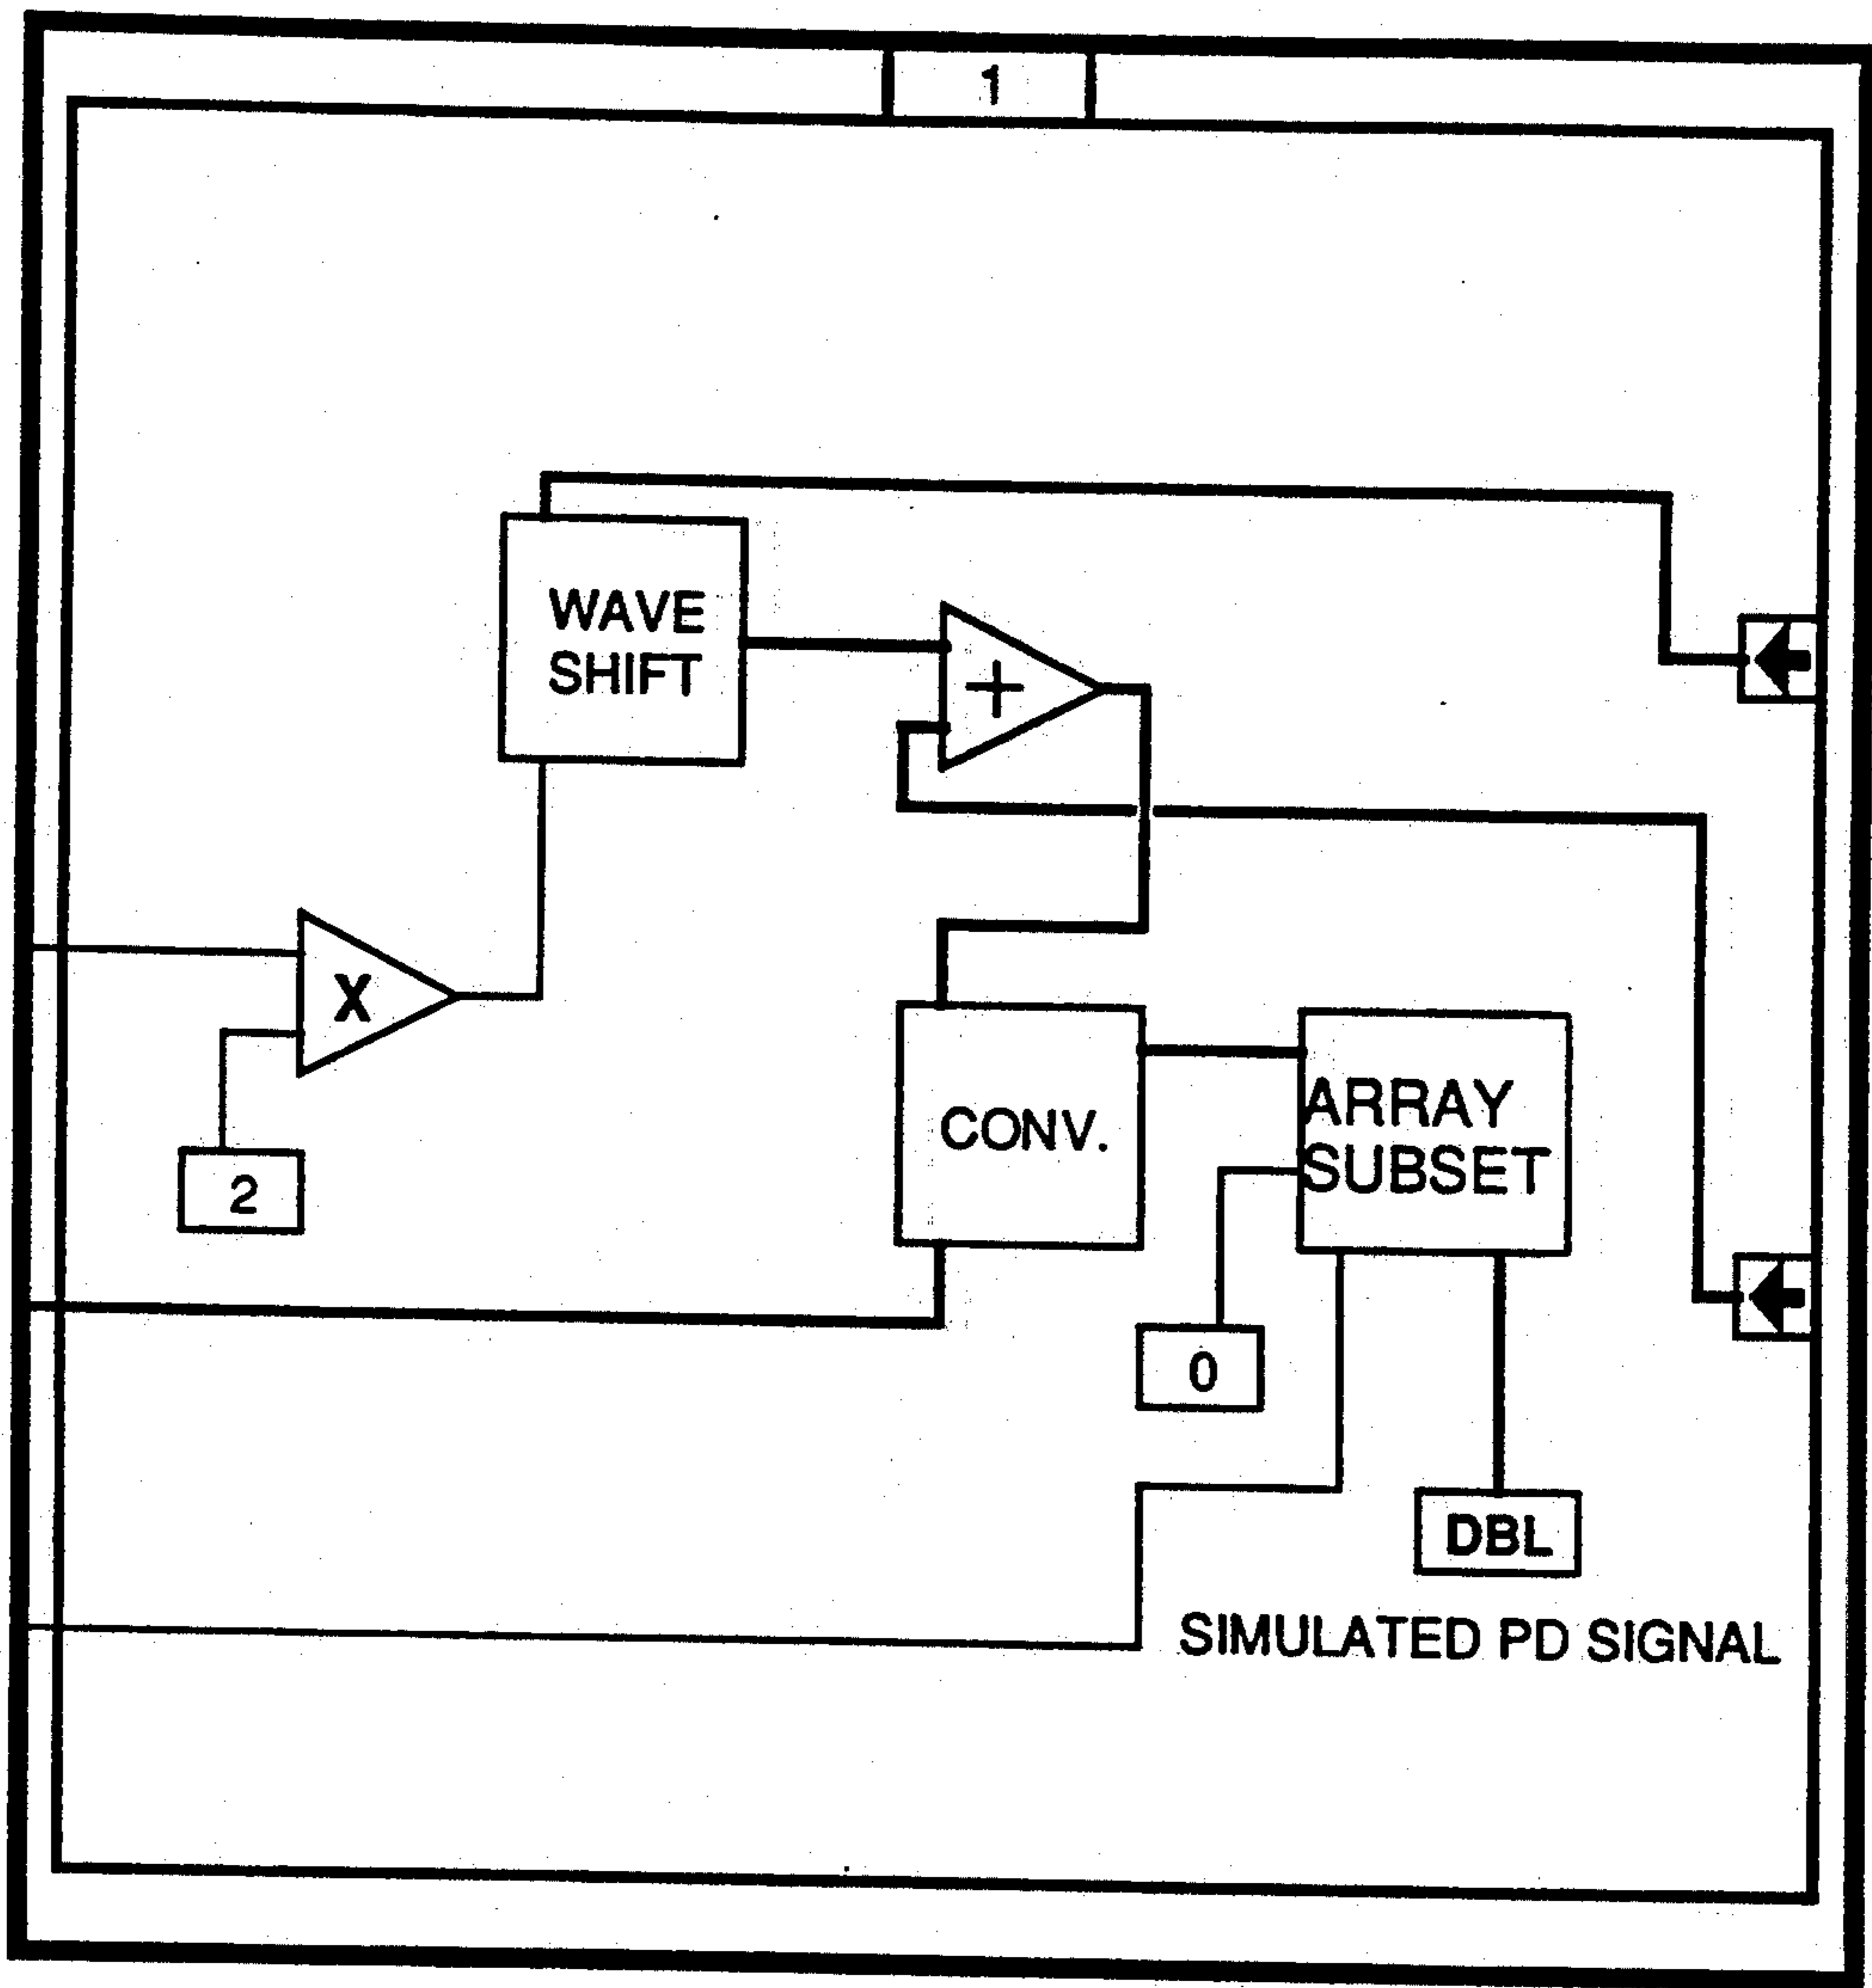 1
WAVE
SHIFT
+
X
2
CONV.
ARRAY
SUBSET
0
DBL
SIMULATED PD SIGNAL